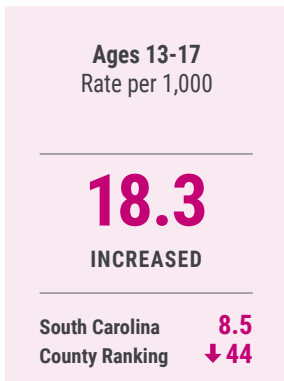 Ages 13-17
Rate per 1,000
18.3
INCREASED
South Carolina 8.5
County Ranking ↓44